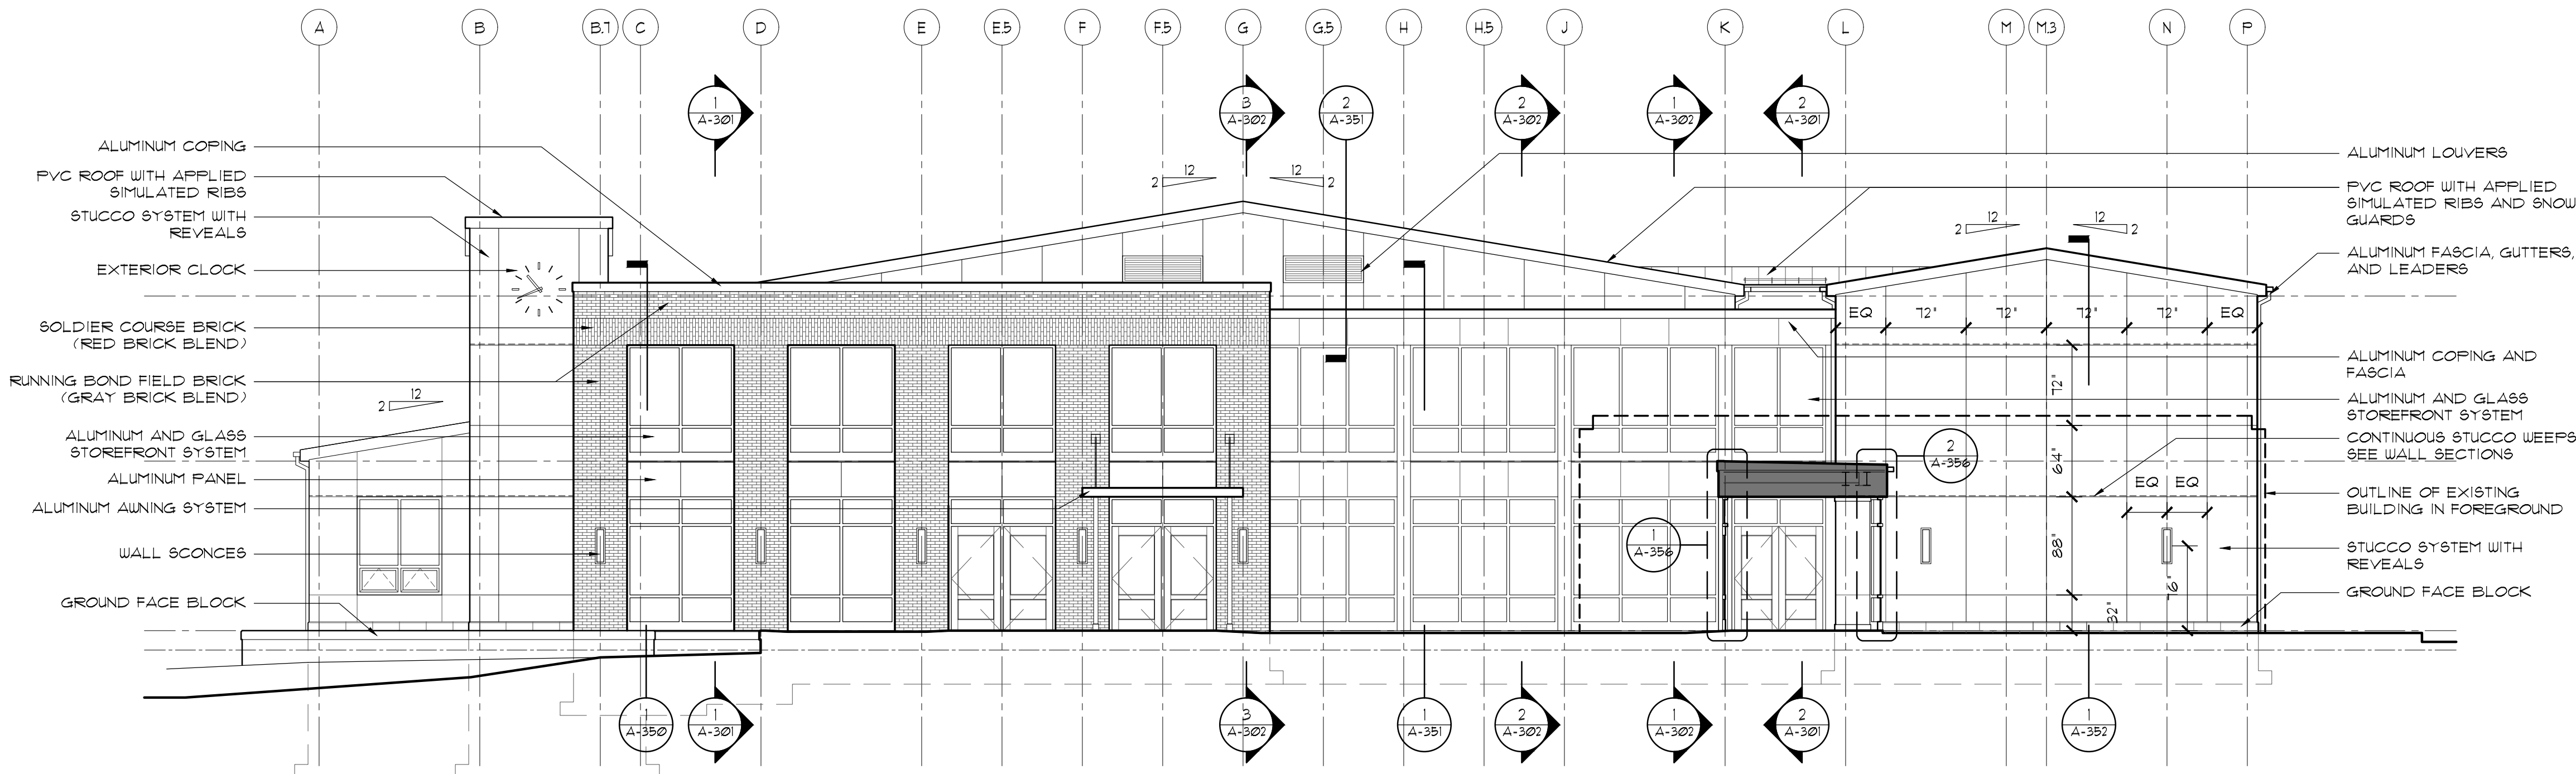 A B B.7 C D E E.5 F F.5 G G.5 H H.5 J K L M M.3 N P
1
A-301
3
A-302
2
A-351
2
A-302
1
A-302
2
A-301
ALUMINUM COPING
PVC ROOF WITH APPLIED
SIMULATED RIBS
STUCCO SYSTEM WITH
REVEALS
EXTERIOR CLOCK
SOLDIER COURSE BRICK
(RED BRICK BLEND)
RUNNING BOND FIELD BRICK
(GRAY BRICK BLEND)
12
2
ALUMINUM AND GLASS
STOREFRONT SYSTEM
ALUMINUM PANEL
ALUMINUM AWNING SYSTEM
WALL SCONCES
GROUND FACE BLOCK
12
2
12
2
12
2
12
2
EQ 72" 72" 72" 72" EQ
72"
64"
EQ EQ
88"
76"
32"
2
A-356
1
A-356
ALUMINUM LOUVERS
PVC ROOF WITH APPLIED
SIMULATED RIBS AND SNOW
GUARDS
ALUMINUM FASCIA, GUTTERS,
AND LEADERS
ALUMINUM COPING AND
FASCIA
ALUMINUM AND GLASS
STOREFRONT SYSTEM
CONTINUOUS STUCCO WEEPS
SEE WALL SECTIONS
OUTLINE OF EXISTING
BUILDING IN FOREGROUND
STUCCO SYSTEM WITH
REVEALS
GROUND FACE BLOCK
1
A-350
1
A-301
3
A-302
1
A-351
2
A-302
1
A-302
2
A-301
1
A-352